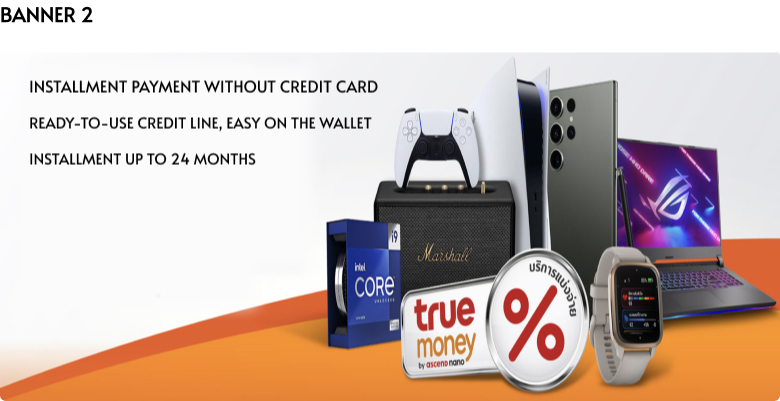 BANNER 2
INSTALLMENT PAYMENT WITHOUT CREDIT CARD
READY-TO-USE CREDIT LINE, EASY ON THE WALLET
INSTALLMENT UP TO 24 MONTHS
Marshall
i9
intel
CORE
true
money
by ascend nano
บริการแบ่งจ่าย
%